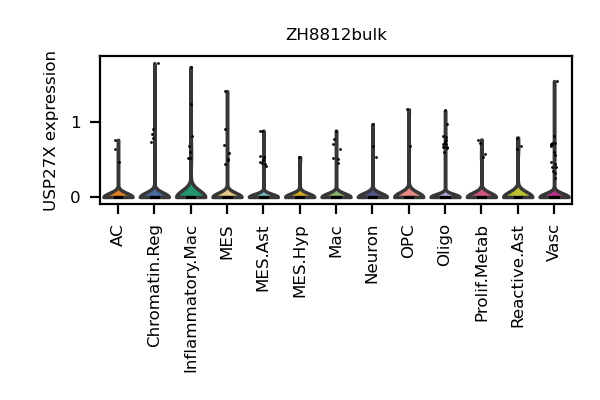 ZH8812bulk
USP27X expression
1
0
AC
Chromatin.Reg
Inflammatory.Mac
MES
MES.Ast
MES.Hyp
Mac
Neuron
OPC
Oligo
Prolif.Metab
Reactive.Ast
Vasc